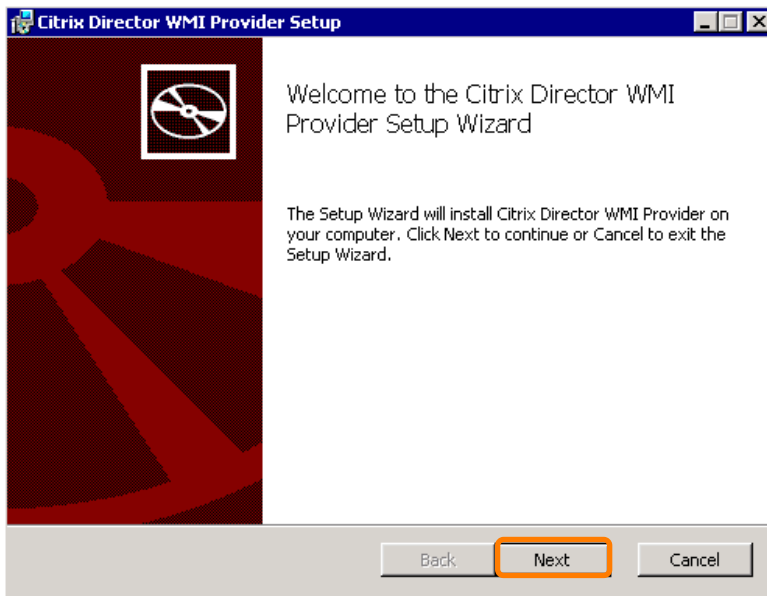 Citrix Director WMI Provider Setup
Welcome to the Citrix Director WMI
Provider Setup Wizard
The Setup Wizard will install Citrix Director WMI Provider on
your computer. Click Next to continue or Cancel to exit the
Setup Wizard.
Back Next Cancel